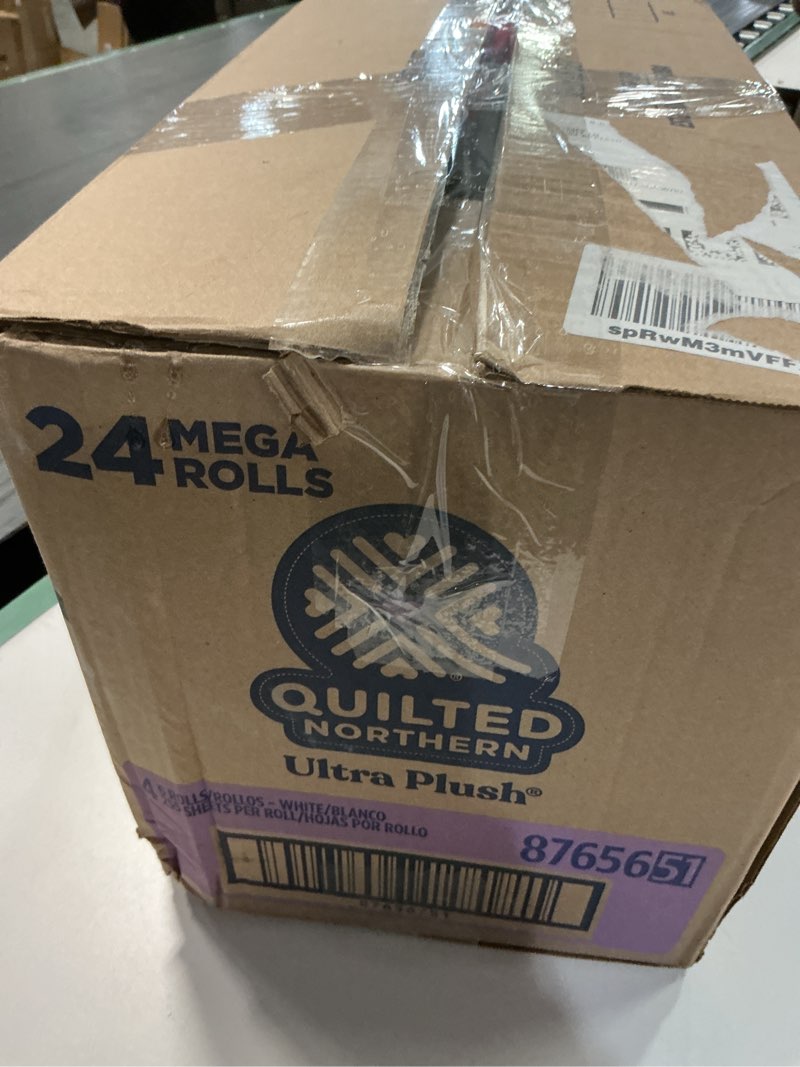 spRwM3mVFF
24 MEGA
ROLLS
QUILTED
NORTHERN
Ultra Plush®
ROLLS/ROLLOS - WHITE/BLANCO
SHEETS PER ROLL/HOJAS POR ROLLO
8765651